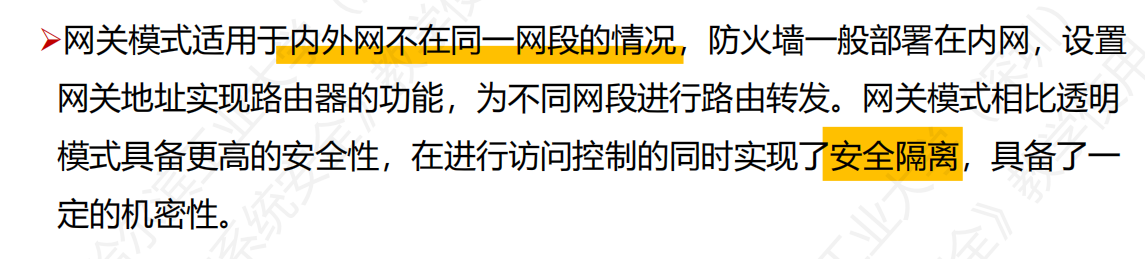 ➢网关模式适用于内外网不在同一网段的情况，防火墙一般部署在内网，设置
网关地址实现路由器的功能，为不同网段进行路由转发。网关模式相比透明
模式具备更高的安全性，在进行访问控制的同时实现了安全隔离，具备了一
定的机密性。